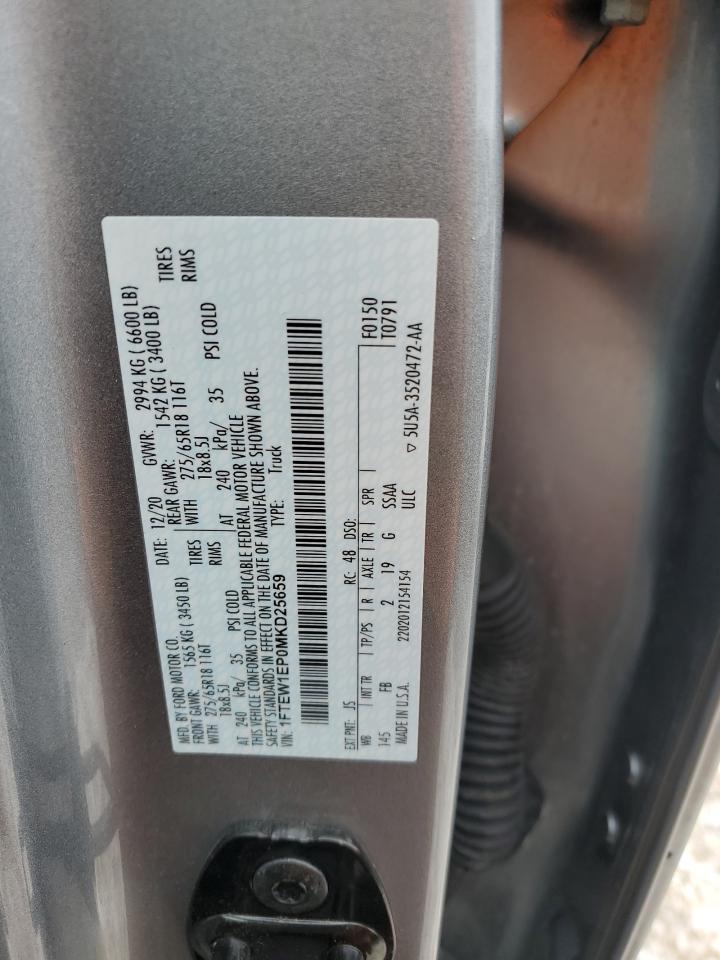 MFD. BY FORD MOTOR CO.
DATE: 12/20 GVWR: 2994 KG ( 6600 LB)
FRONT GAWR: 1565 KG ( 3450 LB) REAR GAWR: 1542 KG ( 3400 LB)
WITH 275/65R18 116T TIRES WITH 275/65R18 116T TIRES
18x8.5J RIMS 18x8.5J RIMS
AT 240 kPa/ 35 PSI COLD AT 240 kPa/ 35 PSI COLD
THIS VEHICLE CONFORMS TO ALL APPLICABLE FEDERAL MOTOR VEHICLE
SAFETY STANDARDS IN EFFECT ON THE DATE OF MANUFACTURE SHOWN ABOVE.
VIN: 1FTEW1EP0MKD25659 TYPE: Truck
EXT PNT: JS RC: 48 DSO: F0150
WB INT TR TP/PS R AXLE TR SPR T0791
145 FB 2 19 G SSAA
MADE IN U.S.A. 2202012154154 ULC ▽ 5U5A-3520472-AA